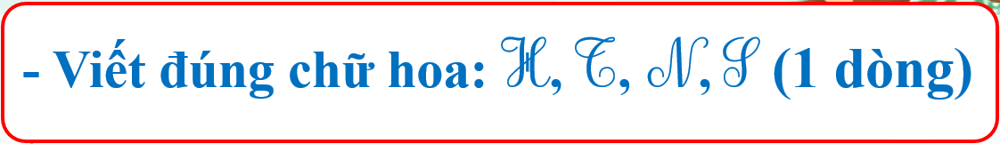 - Viết đúng chữ hoa: H, T, N, S (1 dòng)